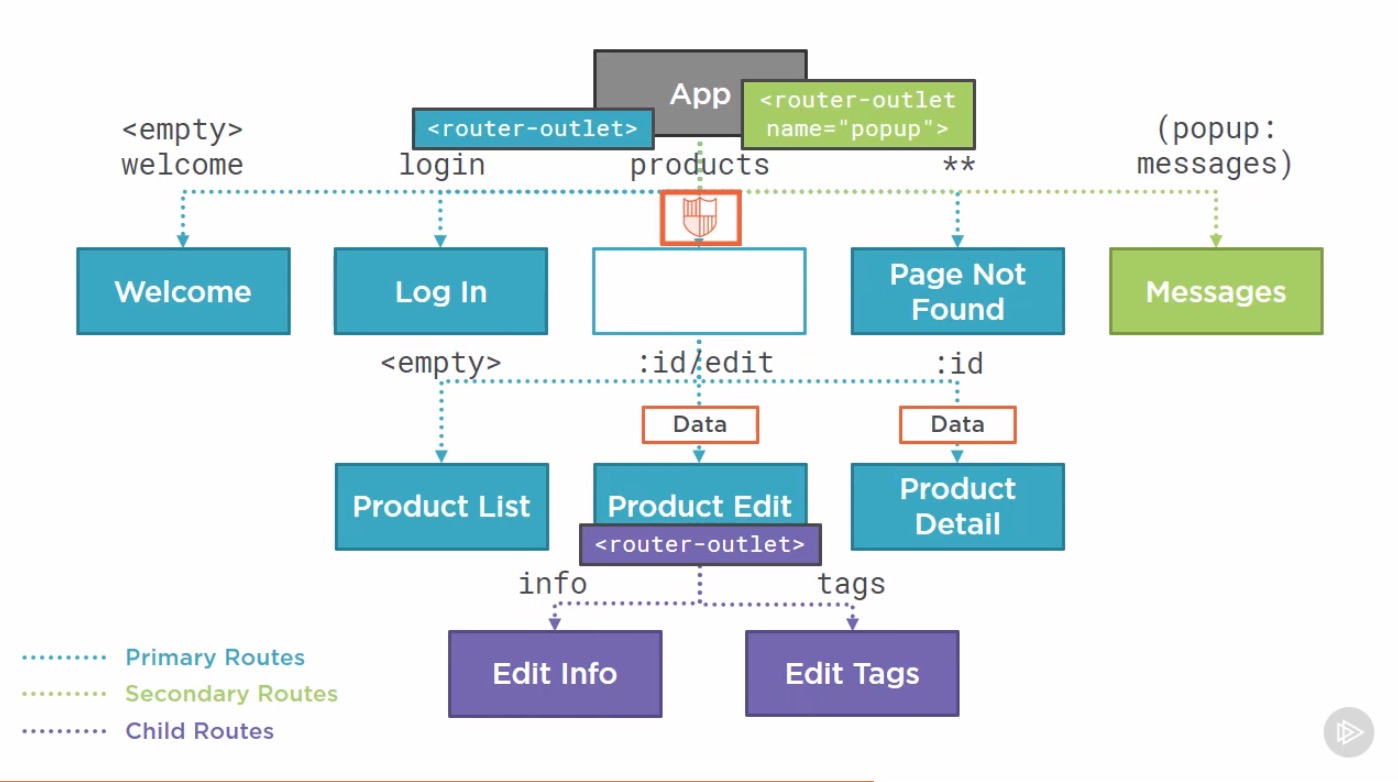 App
<router-outlet>
<router-outlet
name="popup">
<empty>
welcome
login
products
**
(popup:
messages)
Welcome
Log In
Page Not
Found
Messages
<empty>
:id/edit
:id
Data
Data
Product List
Product Edit
Product
Detail
<router-outlet>
info
tags
Edit Info
Edit Tags
Primary Routes
Secondary Routes
Child Routes